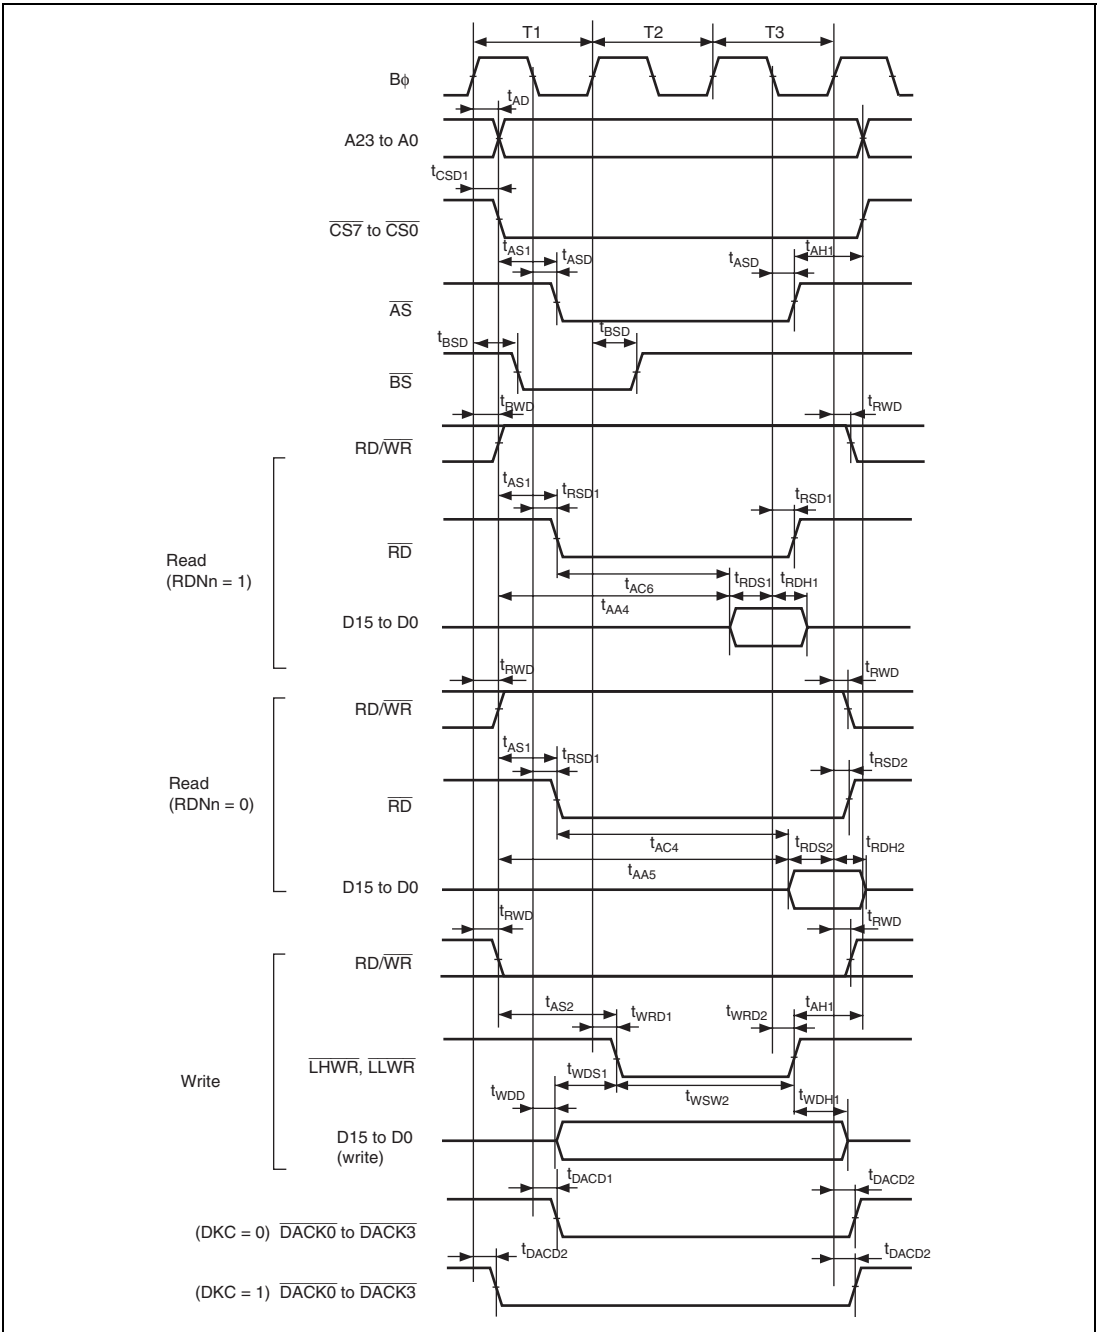 T1 T2 T3
Bϕ
tAD
A23 to A0
tCSD1
CS7 to CS0
tAS1 tASD tASD tAH1
AS
tBSD tBSD
BS
tRWD tRWD
RD/WR
tAS1 tRSD1 tRSD1
RD
Read
(RDNn = 1)
tAC6 tRDS1 tRDH1
tAA4
D15 to D0
tRWD tRWD
RD/WR
tAS1 tRSD1 tRSD2
Read
(RDNn = 0)
RD
tAC4 tRDS2 tRDH2
tAA5
D15 to D0
tRWD tRWD
RD/WR
tAS2 tWRD1 tWRD2 tAH1
LHWR, LLWR
Write
tWDS1 tWSW2
tWDD tWDH1
D15 to D0
(write)
tDACD1 tDACD2
(DKC = 0) DACK0 to DACK3
tDACD2 tDACD2
(DKC = 1) DACK0 to DACK3